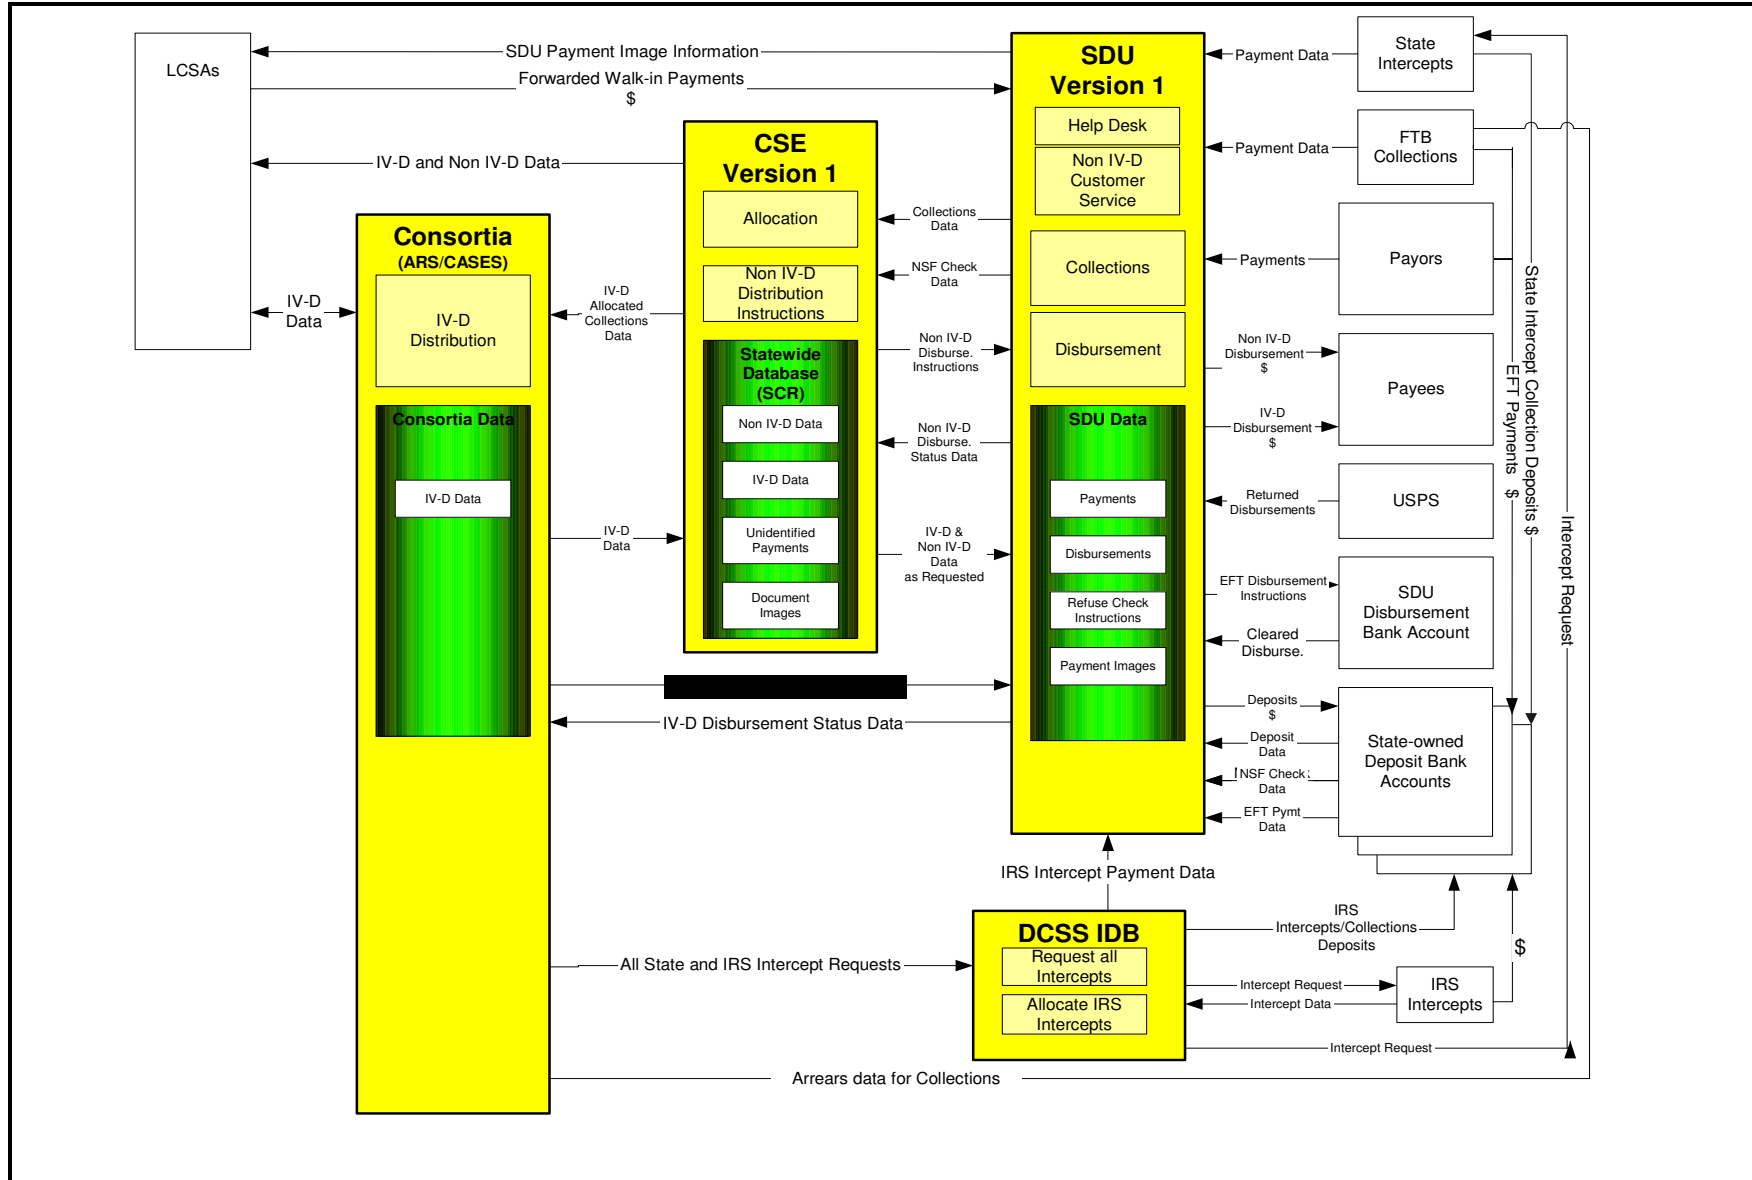 LCSAs
SDU Payment Image Information
Forwarded Walk-in Payments
$
IV-D and Non IV-D Data
IV-D
Data
Consortia
(ARS/CASES)
IV-D
Distribution
Consortia Data
IV-D Data
IV-D
Allocated
Collections
Data
IV-D
Data
CSE
Version 1
Allocation
Non IV-D
Distribution
Instructions
Statewide
Database
(SCR)
Non IV-D Data
IV-D Data
Unidentified
Payments
Document
Images
Collections
Data
NSF Check
Data
Non IV-D
Disburse.
Instructions
Non IV-D
Disburse.
Status Data
IV-D &
Non IV-D
Data
as Requested
IV-D Disbursement Status Data
SDU
Version 1
Help Desk
Non IV-D
Customer
Service
Collections
Disbursement
SDU Data
Payments
Disbursements
Refuse Check
Instructions
Payment Images
Payment Data
Payment Data
Payments
Non IV-D
Disbursement
$
IV-D
Disbursement
$
Returned
Disbursements
EFT Disbursement
Instructions
Cleared
Disburse.
Deposits
$
Deposit
Data
NSF Check
Data
EFT Pymt
Data
State
Intercepts
FTB
Collections
Payors
Payees
USPS
SDU
Disbursement
Bank Account
State-owned
Deposit Bank
Accounts
EFT Payments $
State Intercept Collection Deposits $
Intercept Request
IRS Intercept Payment Data
DCSS IDB
Request all
Intercepts
Allocate IRS
Intercepts
All State and IRS Intercept Requests
IRS
Intercepts/Collections
Deposits
$
Intercept Request
Intercept Data
IRS
Intercepts
Intercept Request
Arrears data for Collections